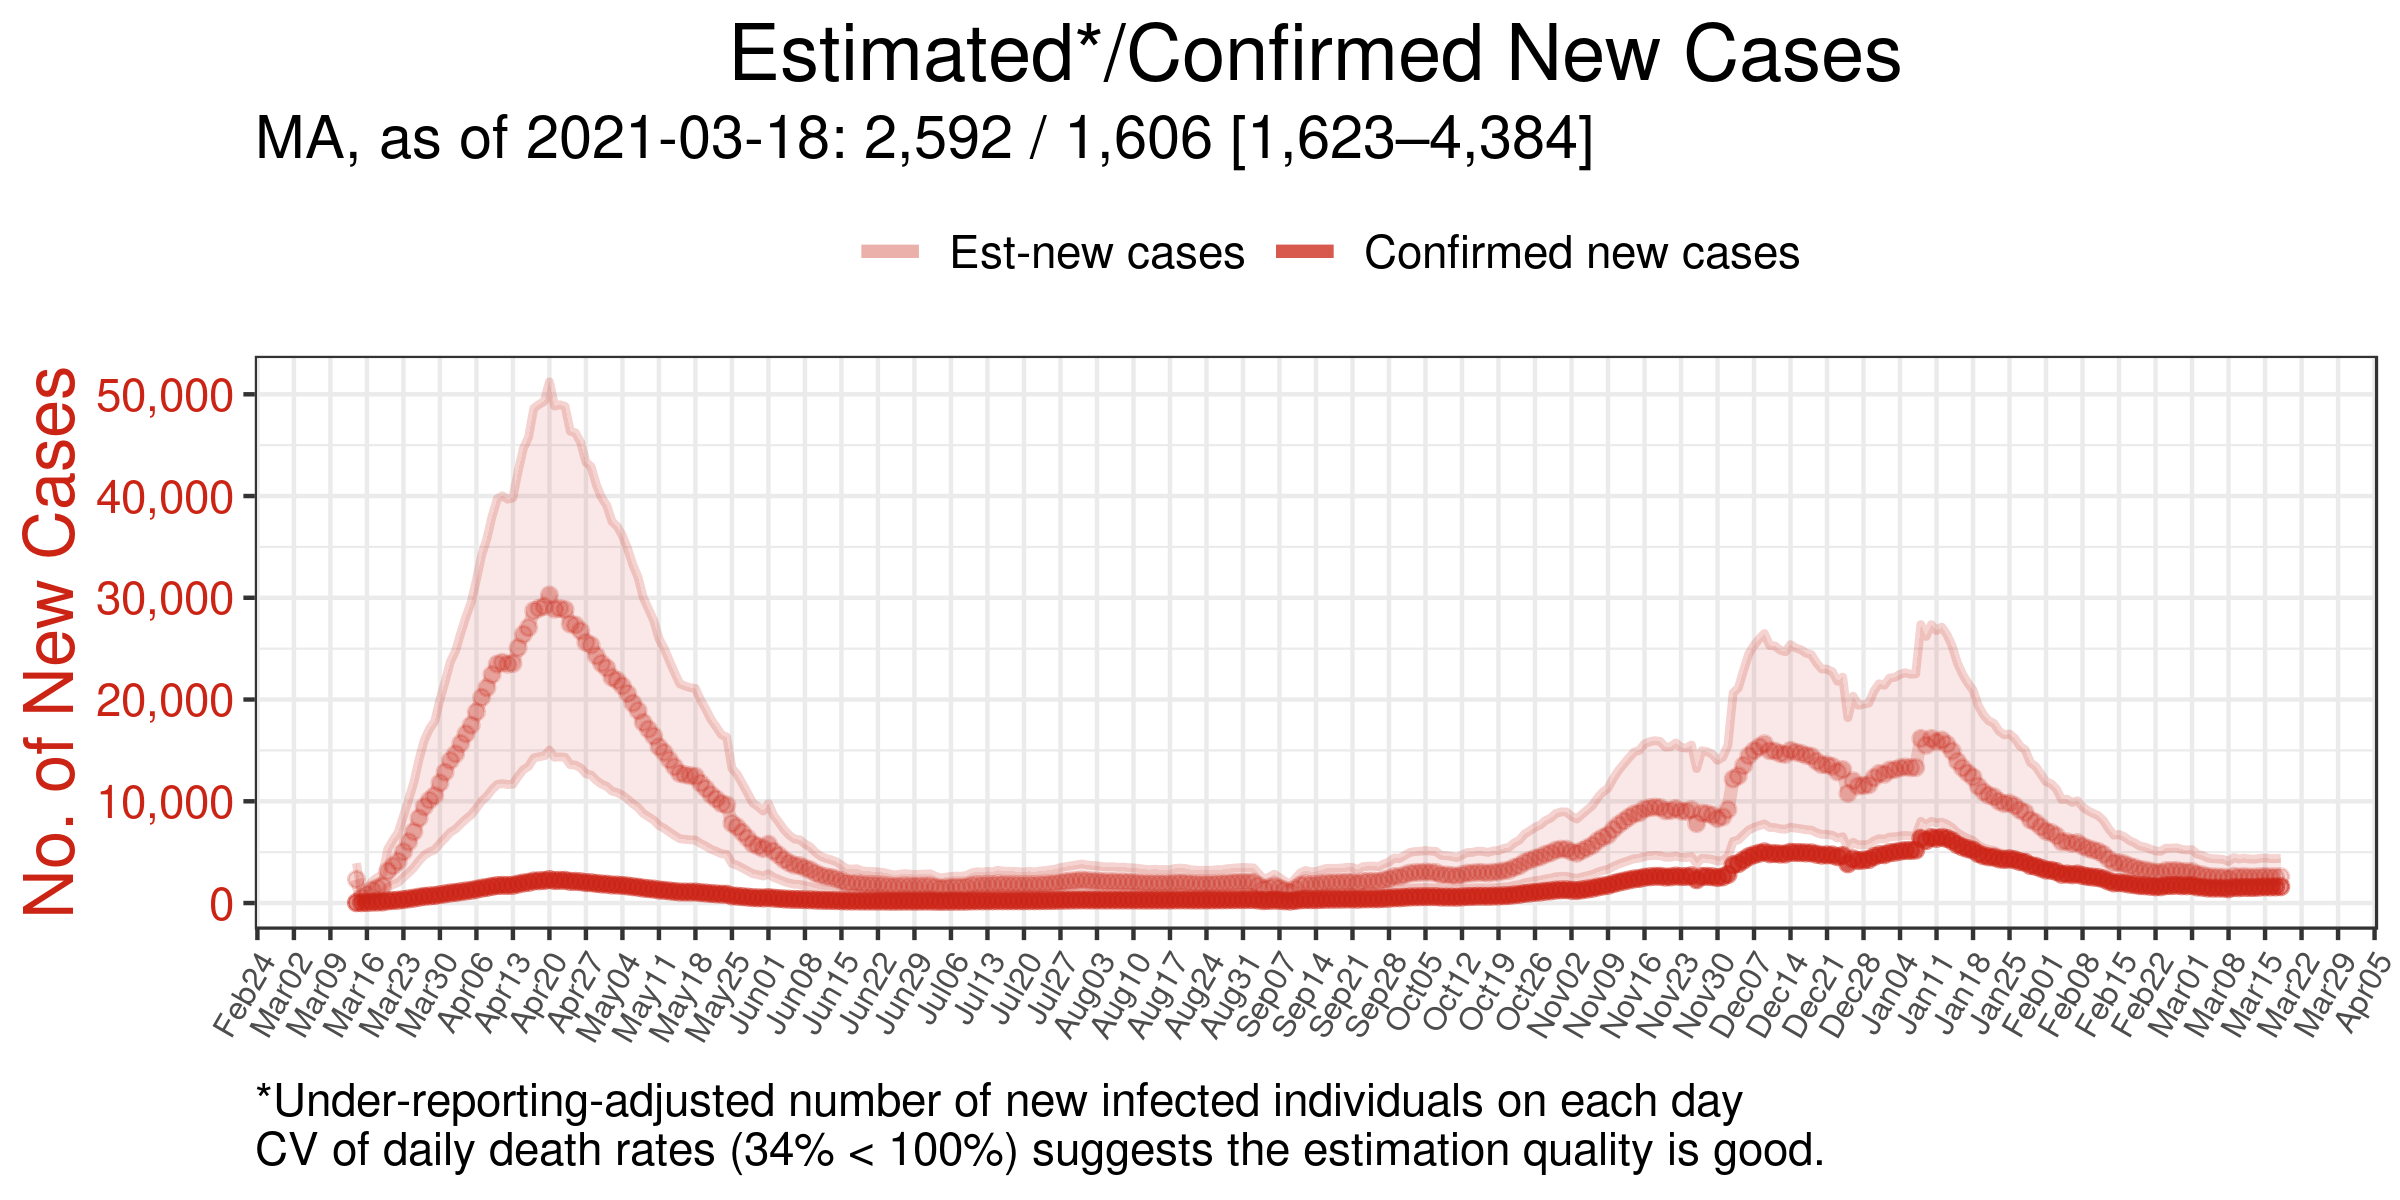 Estimated*/Confirmed New Cases
MA, as of 2021-03-18: 2,592 / 1,606 [1,623–4,384]
Est-new cases
Confirmed new cases
No. of New Cases
50,000
40,000
30,000
20,000
10,000
0
Feb24
Mar02
Mar09
Mar16
Mar23
Mar30
Apr06
Apr13
Apr20
Apr27
May04
May11
May18
May25
Jun01
Jun08
Jun15
Jun22
Jun29
Jul06
Jul13
Jul20
Jul27
Aug03
Aug10
Aug17
Aug24
Aug31
Sep07
Sep14
Sep21
Sep28
Oct05
Oct12
Oct19
Oct26
Nov02
Nov09
Nov16
Nov23
Nov30
Dec07
Dec14
Dec21
Dec28
Jan04
Jan11
Jan18
Jan25
Feb01
Feb08
Feb15
Feb22
Mar01
Mar08
Mar15
Mar22
Mar29
Apr05
*Under-reporting-adjusted number of new infected individuals on each day
CV of daily death rates (34% < 100%) suggests the estimation quality is good.